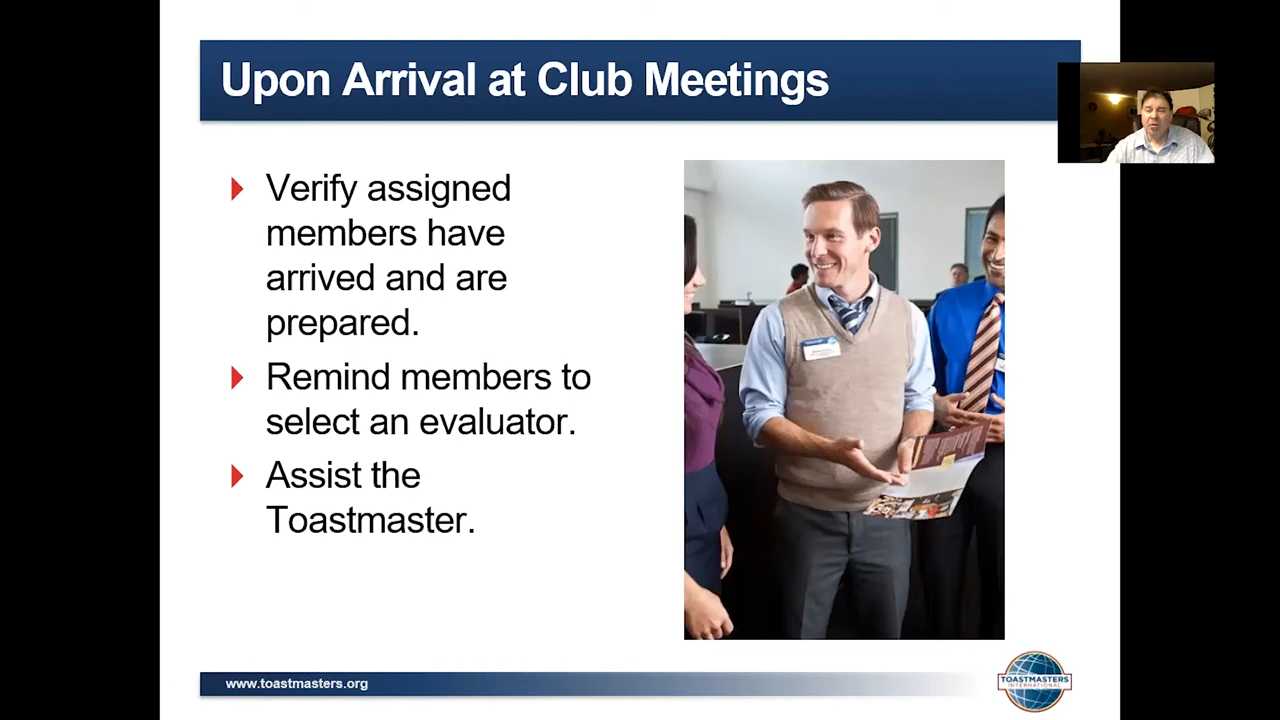 Upon Arrival at Club Meetings
Verify assigned
members have
arrived and are
prepared.
Remind members to
select an evaluator.
Assist the
Toastmaster.
www.toastmasters.org
TOASTMASTERS
INTERNATIONAL